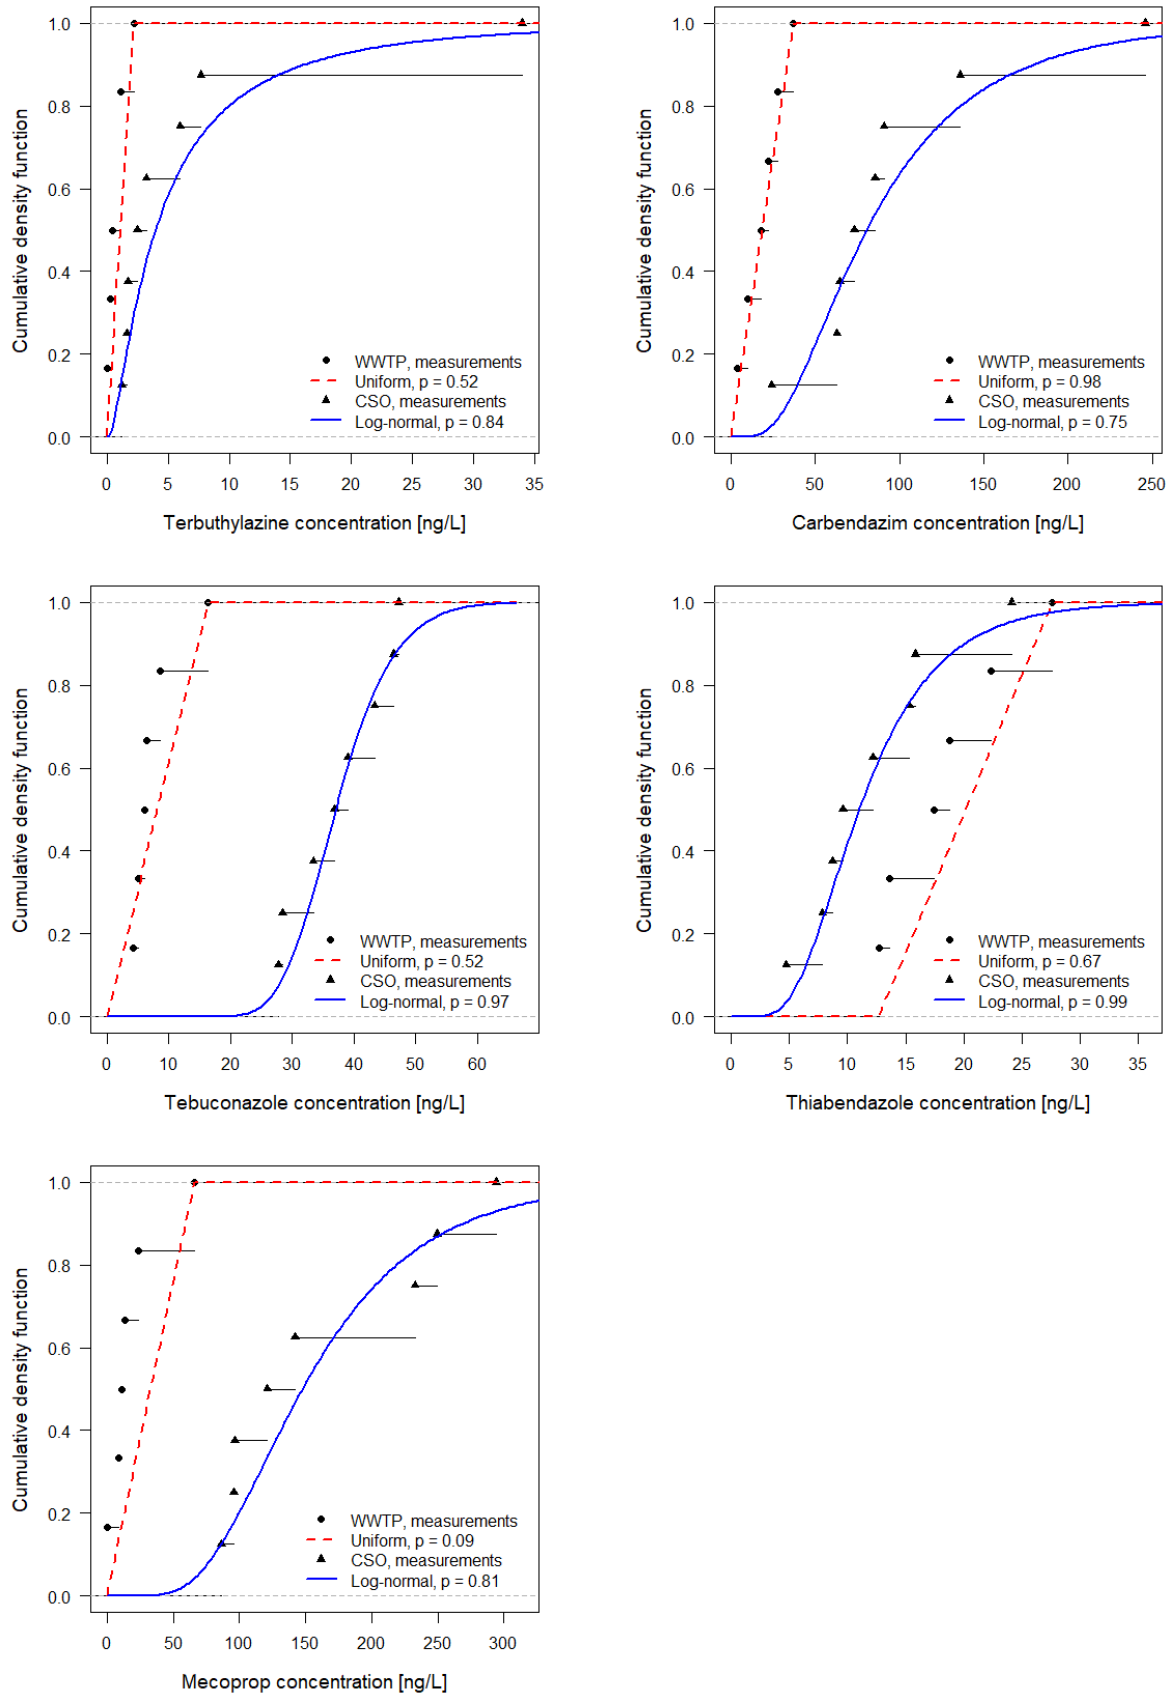 Cumulative density function
1.0
0.8
0.6
0.4
0.2
0.0
WWTP, measurements
Uniform, p = 0.52
CSO, measurements
Log-normal, p = 0.84
0 5 10 15 20 25 30 35
Terbuthylazine concentration [ng/L]
Cumulative density function
1.0
0.8
0.6
0.4
0.2
0.0
WWTP, measurements
Uniform, p = 0.98
CSO, measurements
Log-normal, p = 0.75
0 50 100 150 200 250
Carbendazim concentration [ng/L]
Cumulative density function
1.0
0.8
0.6
0.4
0.2
0.0
WWTP, measurements
Uniform, p = 0.52
CSO, measurements
Log-normal, p = 0.97
0 10 20 30 40 50 60
Tebuconazole concentration [ng/L]
Cumulative density function
1.0
0.8
0.6
0.4
0.2
0.0
WWTP, measurements
Uniform, p = 0.67
CSO, measurements
Log-normal, p = 0.99
0 5 10 15 20 25 30 35
Thiabendazole concentration [ng/L]
Cumulative density function
1.0
0.8
0.6
0.4
0.2
0.0
WWTP, measurements
Uniform, p = 0.09
CSO, measurements
Log-normal, p = 0.81
0 50 100 150 200 250 300
Mecoprop concentration [ng/L]